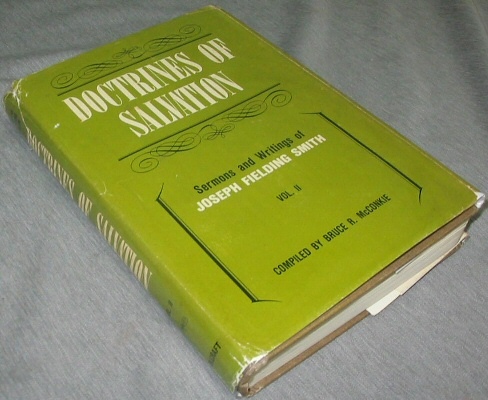 DOCTRINES OF
SALVATION
Sermons and Writings of
JOSEPH FIELDING SMITH
VOL. II
COMPILED BY BRUCE R. McCONKIE
DOCTRINES OF SALVATION